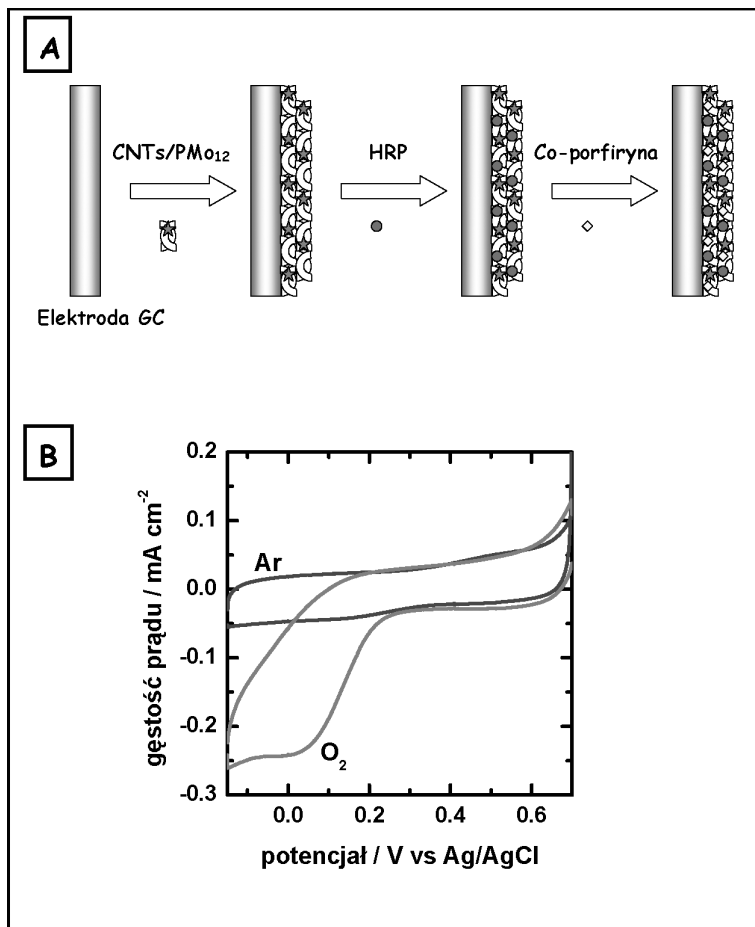 A
CNTs/PMo₁₂
HRP
Co-porfiryna
Elektroda GC
B
gęstość prądu / mA cm⁻²
0.2
0.1
0.0
-0.1
-0.2
-0.3
Ar
O₂
0.0 0.2 0.4 0.6
potencjał / V vs Ag/AgCl